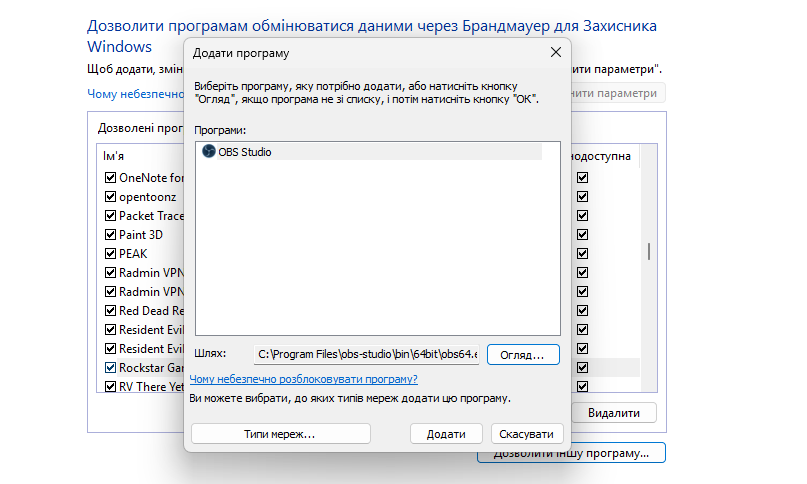 Дозволити програмам обмінюватися даними через Брандмауер для Захисника
Windows
Щоб додати, змін
нити параметри".
Чому небезпечно
нити параметри
Дозволені прог
Ім'я
нодоступна
OneNote for
opentoonz
Packet Trace
Paint 3D
PEAK
Radmin VPN
Radmin VPN
Red Dead Re
Resident Evil
Resident Evil
Rockstar Gar
RV There Yet
Видалити
Дозволити іншу програму...
Додати програму
Виберіть програму, яку потрібно додати, або натисніть кнопку
"Огляд", якщо програма не зі списку, і потім натисніть кнопку "ОК".
Програми:
OBS Studio
Шлях:
C:\Program Files\obs-studio\bin\64bit\obs64.e
Огляд...
Чому небезпечно розблоковувати програму?
Ви можете вибрати, до яких типів мереж додати цю програму.
Типи мереж...
Додати
Скасувати